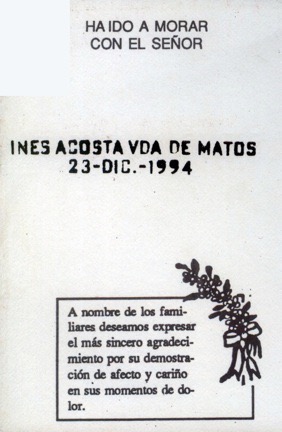 HA IDO A MORAR
CON EL SEÑOR
INES ACOSTA VDA DE MATOS
23-DIC.-1994
A nombre de los fami-
liares deseamos expresar
el más sincero agradeci-
miento por su demostra-
ción de afecto y cariño
en sus momentos de do-
lor.